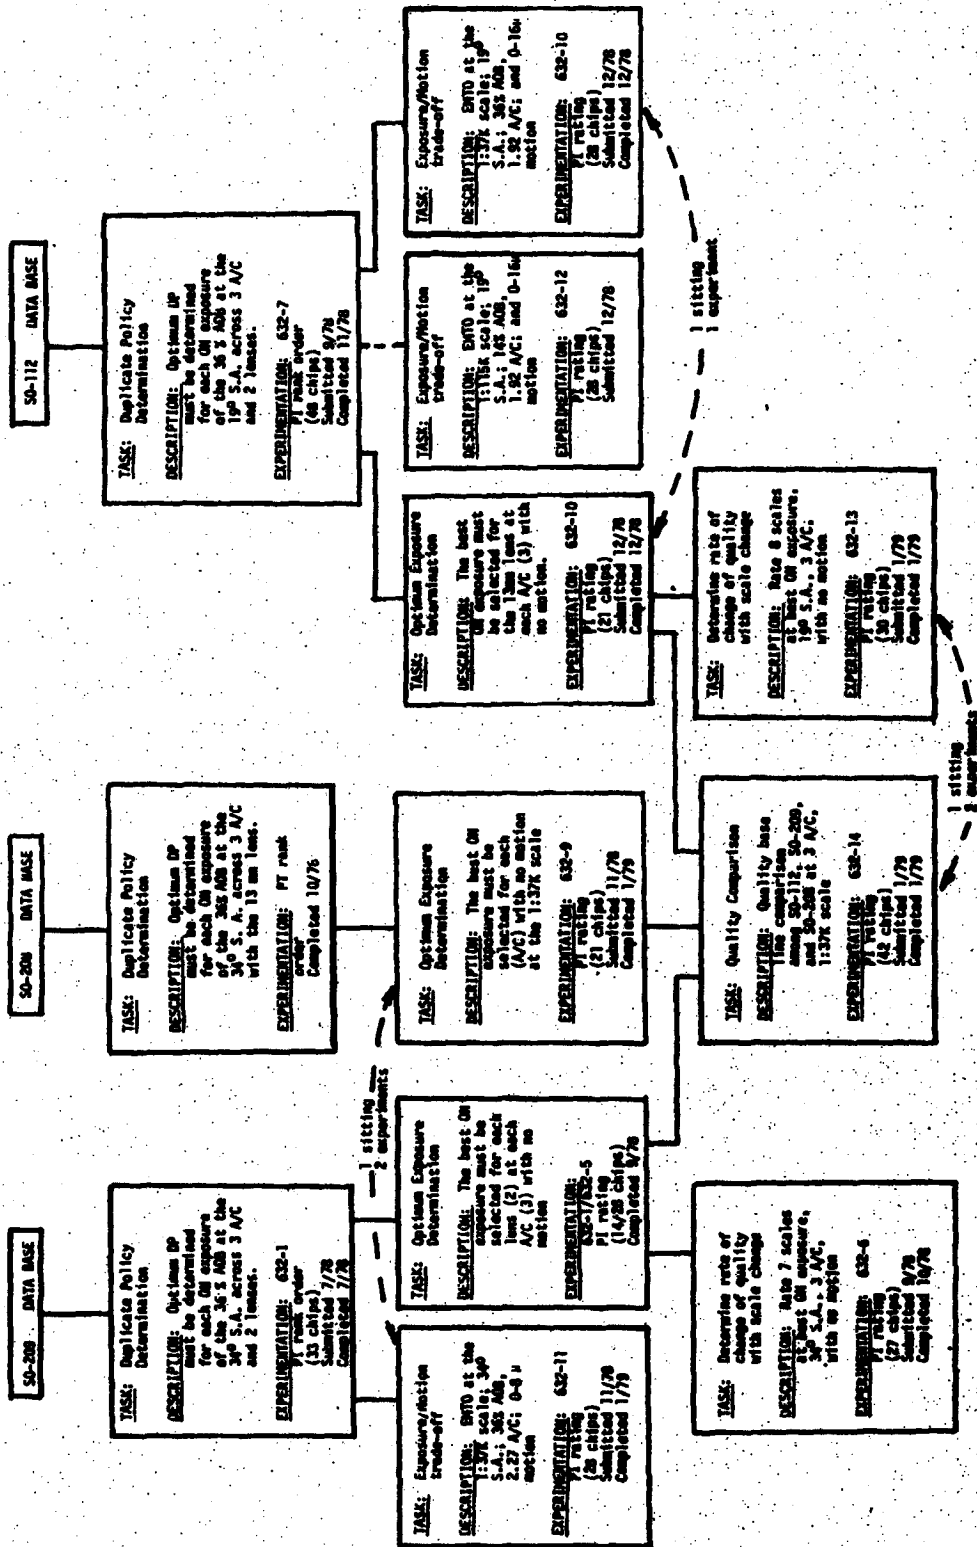 SO-209 DATA BASE
TASK: Duplicate Policy
Determination
DESCRIPTION: Optimum DP
must be determined
for each ON exposure
of the 36 % AOB at the
34° S.A. across 3 A/C
and 2 lenses.
EXPERIMENTATION: 632-1
PI rank order
(33 chips)
Submitted 7/78
Completed 7/78
TASK: Exposure/Motion
trade-off
DESCRIPTION: EMTO at the
1:37K scale; 34°
S.A.; 36% AOB,
2.27 A/C; 0-8 μ
motion
EXPERIMENTATION: 632-11
PI rating
(28 chips)
Submitted 11/78
Completed 1/79
1 sitting
2 experiments
TASK: Optimum Exposure
Determination
DESCRIPTION: The best ON
exposure must be
selected for each
lens (2) at each
A/C (3) with no
motion
EXPERIMENTATION:
632-1/632-5
PI rating
(14/28 chips)
Completed 9/78
TASK: Determine rate of
change of quality
with scale change
DESCRIPTION: Rate 7 scales
at best ON exposure,
34° S.A., 3 A/C,
with no motion
EXPERIMENTATION: 632-6
PI rating
(27 chips)
Submitted 9/78
Completed 10/78
SO-208 DATA BASE
TASK: Duplicate Policy
Determination
DESCRIPTION: Optimum DP
must be determined
for each ON exposure
of the 36% AOB at the
34° S. A. across 3 A/C
with the 13 mm lens.
EXPERIMENTATION: PI rank
order
Completed 10/76
TASK: Optimum Exposure
Determination
DESCRIPTION: The best ON
exposure must be
selected for each
(A/C) with no motion
at the 1:37K scale
EXPERIMENTATION: 632-9
PI rating
(21 chips)
Submitted 11/78
Completed 1/79
TASK: Quality Comparison
DESCRIPTION: Quality base
line comparison
among SO-112, SO-209,
and SO-208 at 3 A/C,
1:37K scale
EXPERIMENTATION: 632-14
PI rating
(42 chips)
Submitted 1/79
Completed 1/79
1 sitting
2 experiments
SO-112 DATA BASE
TASK: Duplicate Policy
Determination
DESCRIPTION: Optimum DP
must be determined
for each ON exposure
of the 36 % AOB at the
19° S.A. across 3 A/C
and 2 lenses.
EXPERIMENTATION: 632-7
PI rank order
(48 chips)
Submitted 9/78
Completed 11/78
TASK: Optimum Exposure
Determination
DESCRIPTION: The best
ON exposure must
be selected for
the 13mm lens at
each A/C (3) with
no motion.
EXPERIMENTATION: 632-10
PI rating
(21 chips)
Submitted 12/78
Completed 12/78
TASK: Exposure/Motion
trade-off
DESCRIPTION: EMTO at the
1:115K scale; 19°
S.A.; 14% AOB,
1.92 A/C; and 0-16μ
motion
EXPERIMENTATION: 632-12
PI rating
(28 chips)
Submitted 12/78
TASK: Exposure/Motion
trade-off
DESCRIPTION: EMTO at the
1:37K scale; 19°
S.A.; 36% AOB,
1.92 A/C; and 0-16μ
motion
EXPERIMENTATION: 632-10
PI rating
(28 chips)
Submitted 12/78
Completed 12/78
1 sitting
1 experiment
TASK: Determine rate of
change of quality
with scale change
DESCRIPTION: Rate 8 scales
at best ON exposure,
19° S.A., 3 A/C,
with no motion
EXPERIMENTATION: 632-13
PI rating
(30 chips)
Submitted 1/79
Completed 1/79